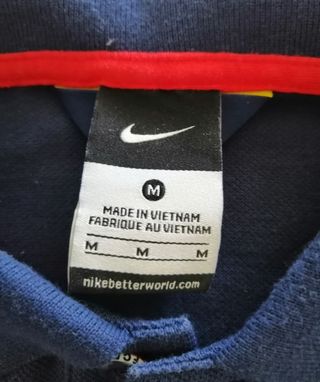 M
MADE IN VIETNAM
FABRIQUE AU VIETNAM
M M M
nikebetterworld.com